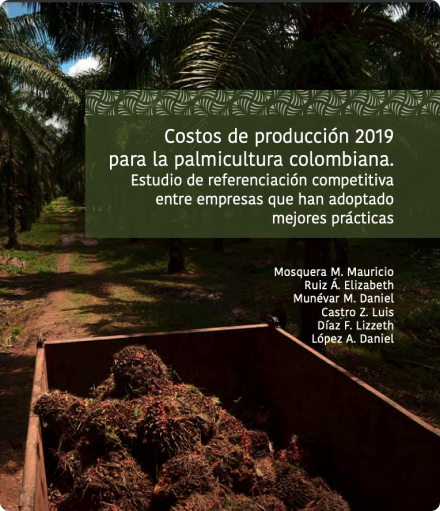 Costos de producción 2019
para la palmicultura colombiana.
Estudio de referenciación competitiva
entre empresas que han adoptado
mejores prácticas
Mosquera M. Mauricio
Ruiz Á. Elizabeth
Munévar M. Daniel
Castro Z. Luis
Díaz F. Lizzeth
López A. Daniel